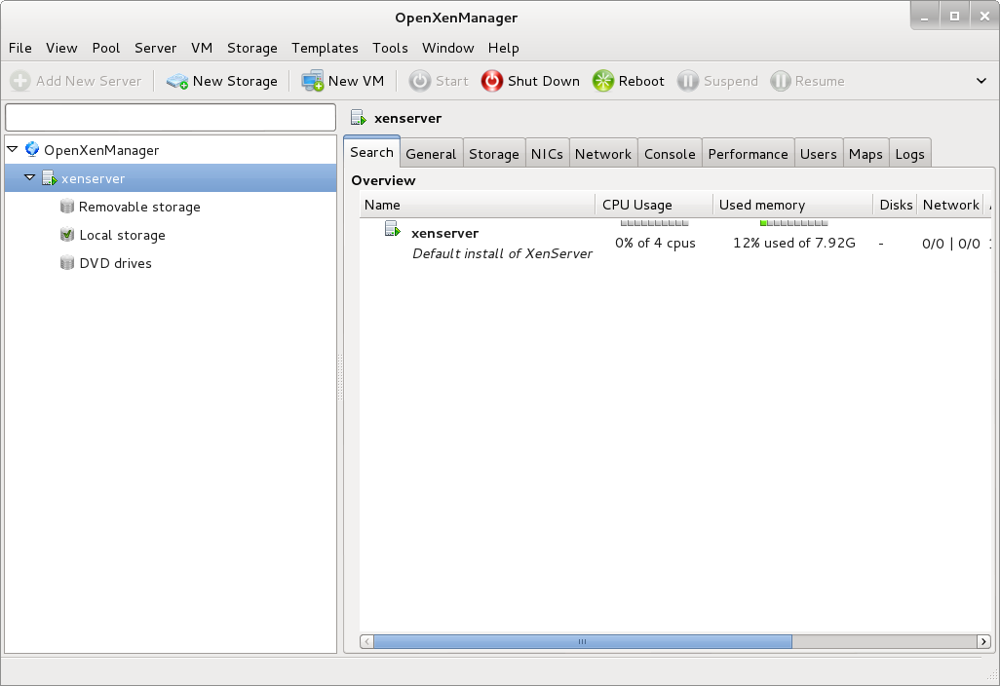 OpenXenManager
File View Pool Server VM Storage Templates Tools Window Help
Add New Server New Storage New VM Start Shut Down Reboot Suspend Resume
xenserver
OpenXenManager
xenserver
Removable storage
Local storage
DVD drives
Search General Storage NICs Network Console Performance Users Maps Logs
Overview
Name CPU Usage Used memory Disks Network
xenserver 0% of 4 cpus 12% used of 7.92G - 0/0 | 0/0
Default install of XenServer